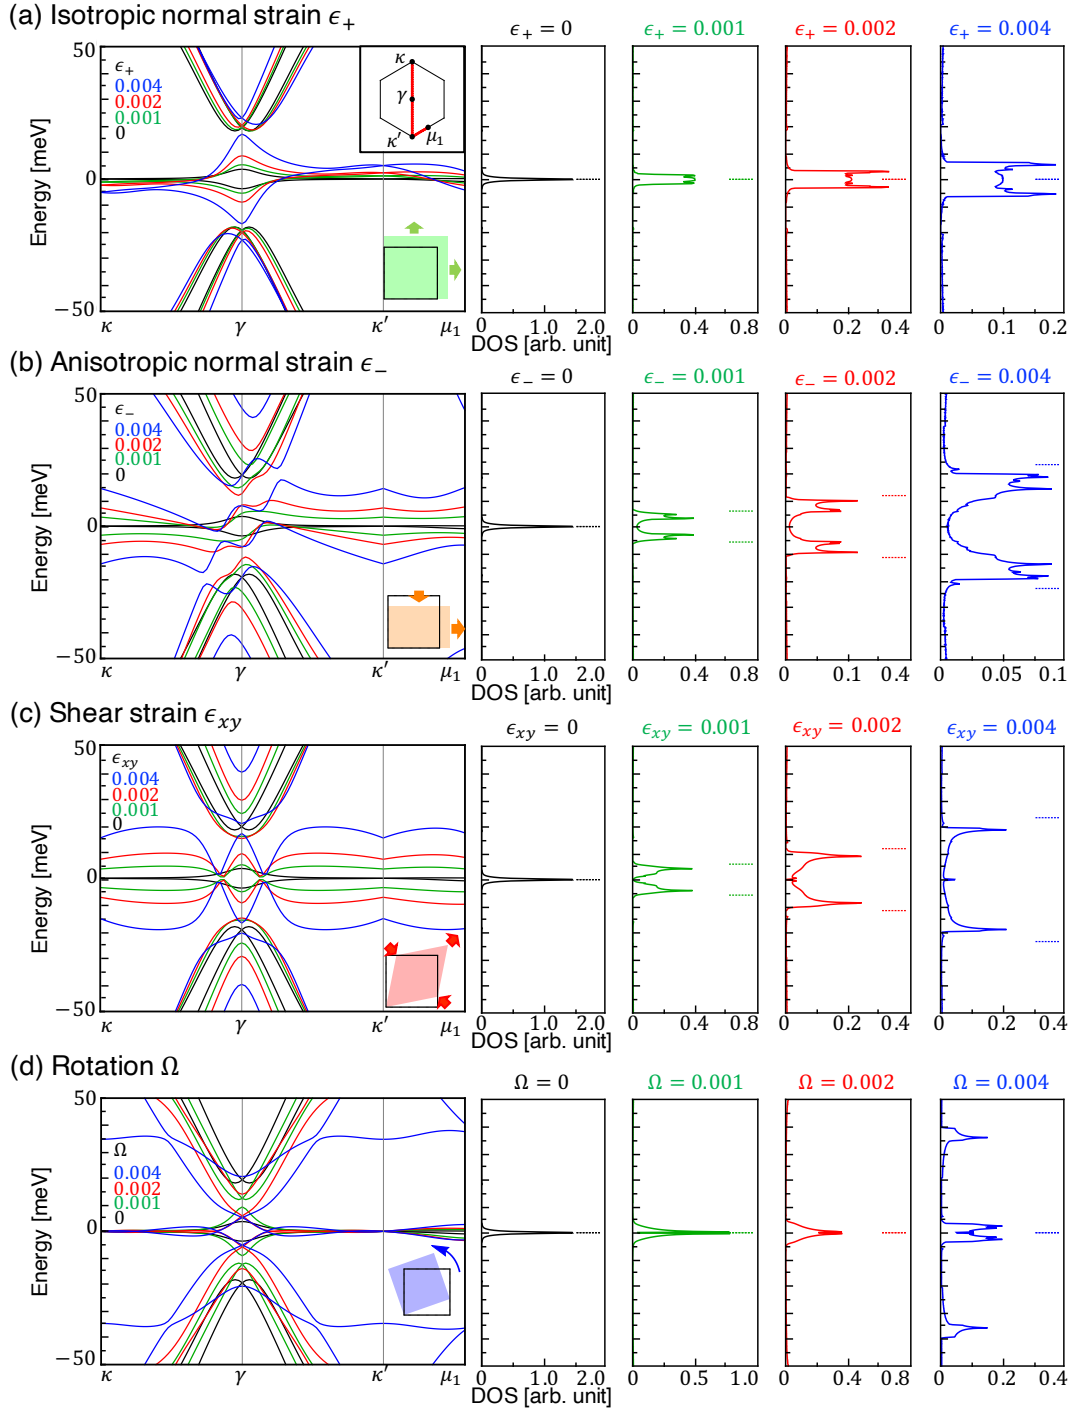 (a) Isotropic normal strain ϵ₊
ϵ₊ = 0
ϵ₊ = 0.001
ϵ₊ = 0.002
ϵ₊ = 0.004
50
0
−50
Energy [meV]
ϵ₊
0.004
0.002
0.001
0
κ
γ
κ′
μ₁
κ γ κ′ μ₁
0 1.0 2.0
DOS [arb. unit]
0 0.4 0.8
0 0.2 0.4
0 0.1 0.2
(b) Anisotropic normal strain ϵ₋
ϵ₋ = 0
ϵ₋ = 0.001
ϵ₋ = 0.002
ϵ₋ = 0.004
50
0
−50
Energy [meV]
ϵ₋
0.004
0.002
0.001
0
κ γ κ′ μ₁
0 1.0 2.0
DOS [arb. unit]
0 0.4 0.8
0 0.2 0.4
0 0.05 0.1
(c) Shear strain ϵxy
ϵxy = 0
ϵxy = 0.001
ϵxy = 0.002
ϵxy = 0.004
50
0
−50
Energy [meV]
ϵxy
0.004
0.002
0.001
0
κ γ κ′ μ₁
0 1.0 2.0
DOS [arb. unit]
0 0.4 0.8
0 0.2 0.4
0 0.2 0.4
(d) Rotation Ω
Ω = 0
Ω = 0.001
Ω = 0.002
Ω = 0.004
50
0
−50
Energy [meV]
Ω
0.004
0.002
0.001
0
κ γ κ′ μ₁
0 1.0 2.0
DOS [arb. unit]
0 0.5 1.0
0 0.4 0.8
0 0.2 0.4